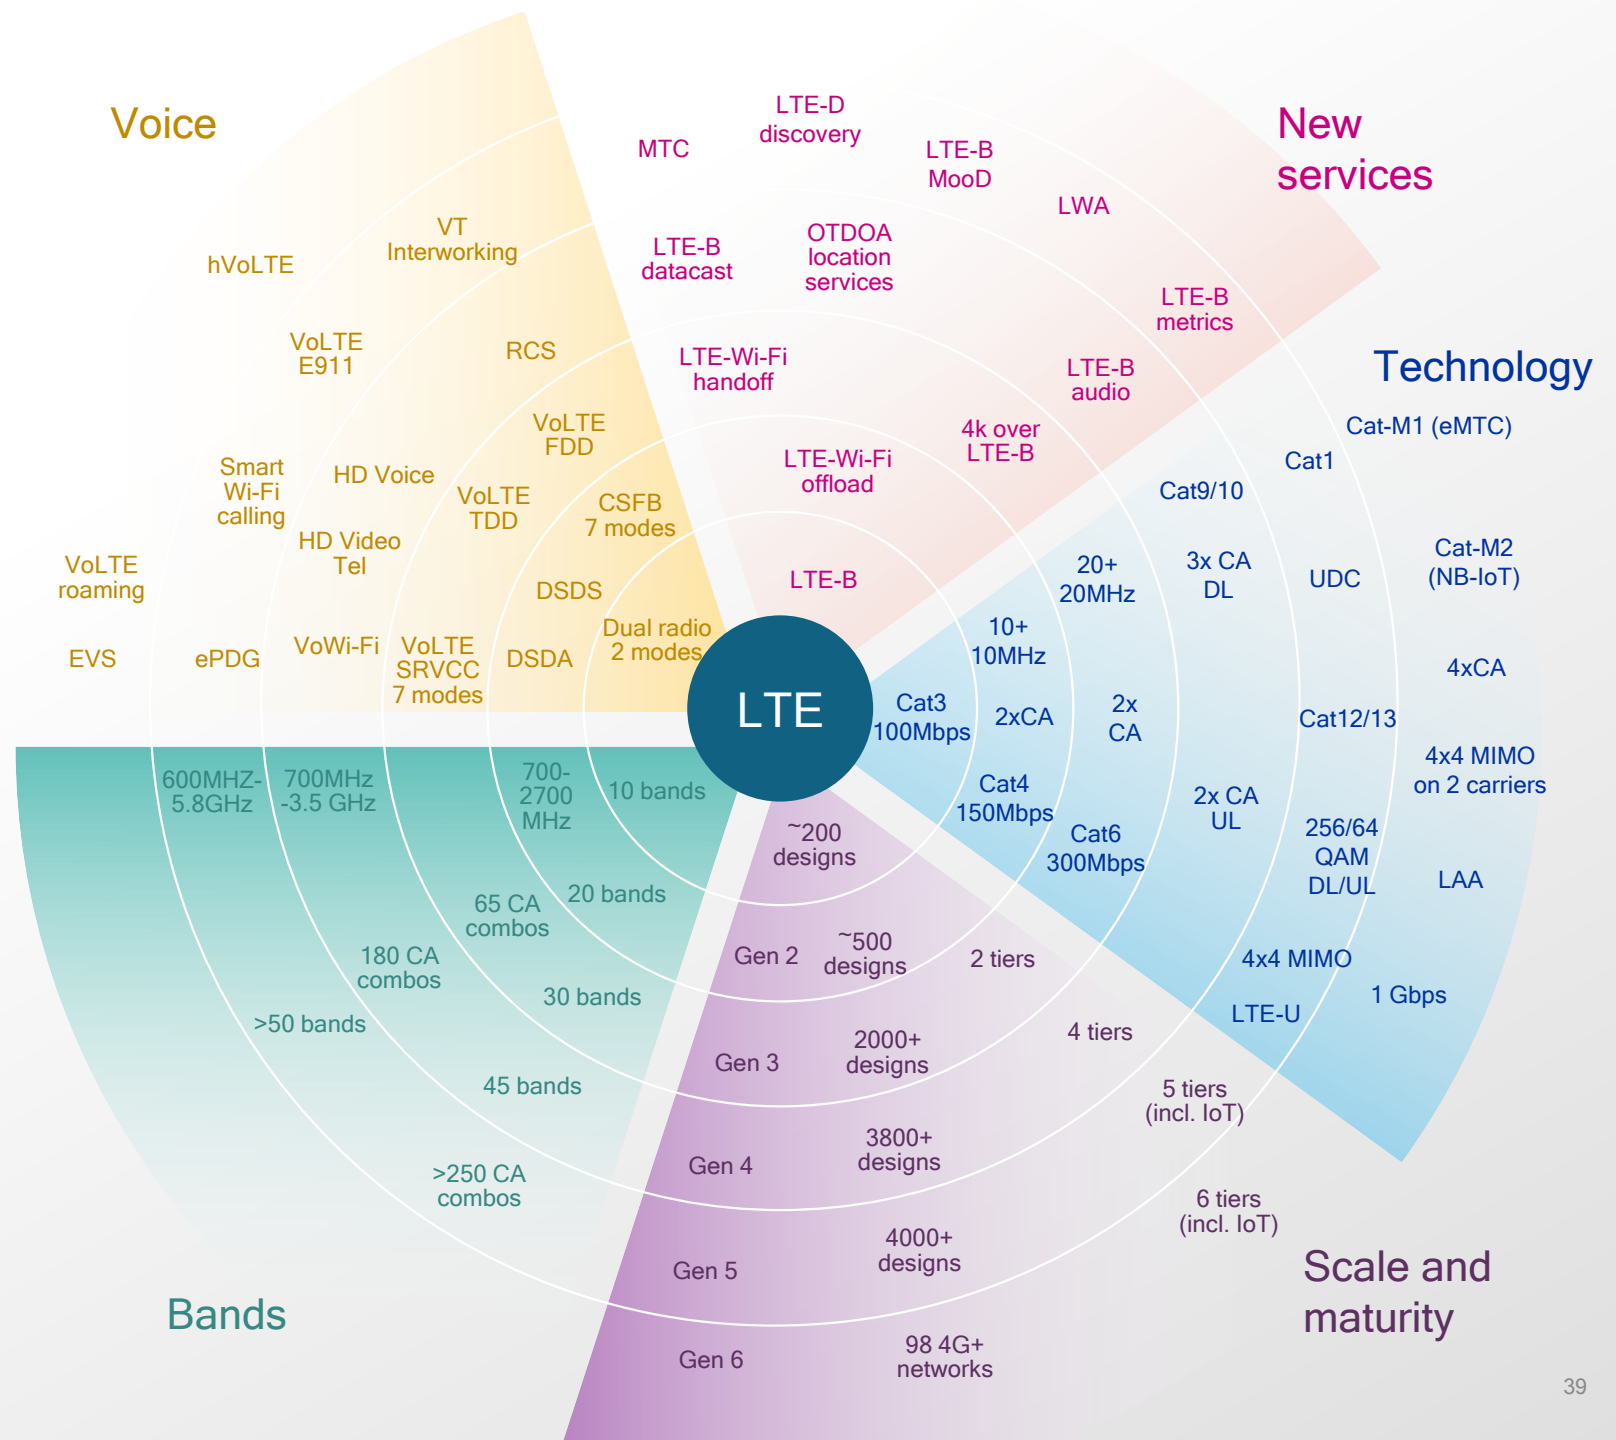 Voice
hVoLTE
VT
Interworking
VoLTE
E911
RCS
VoLTE
FDD
Smart
Wi-Fi
calling
HD Voice
VoLTE
TDD
CSFB
7 modes
HD Video
Tel
VoLTE
roaming
DSDS
Dual radio
2 modes
EVS
ePDG
VoWi-Fi
VoLTE
SRVCC
7 modes
DSDA
New
services
MTC
LTE-D
discovery
LTE-B
MooD
LWA
LTE-B
datacast
OTDOA
location
services
LTE-B
metrics
LTE-Wi-Fi
handoff
LTE-B
audio
4k over
LTE-B
LTE-Wi-Fi
offload
LTE-B
LTE
Technology
Cat-M1 (eMTC)
Cat1
Cat9/10
Cat-M2
(NB-IoT)
20+
20MHz
3x CA
DL
UDC
10+
10MHz
4xCA
Cat3
100Mbps
2xCA
2x
CA
Cat12/13
4x4 MIMO
on 2 carriers
Cat4
150Mbps
2x CA
UL
Cat6
300Mbps
256/64
QAM
DL/UL
LAA
4x4 MIMO
1 Gbps
LTE-U
600MHZ-
5.8GHz
700MHz
-3.5 GHz
700-
2700
MHz
10 bands
20 bands
65 CA
combos
180 CA
combos
30 bands
>50 bands
45 bands
>250 CA
combos
Bands
~200
designs
Gen 2
~500
designs
2 tiers
Gen 3
2000+
designs
4 tiers
Gen 4
3800+
designs
5 tiers
(incl. IoT)
Gen 5
4000+
designs
6 tiers
(incl. IoT)
Gen 6
98 4G+
networks
Scale and
maturity
39